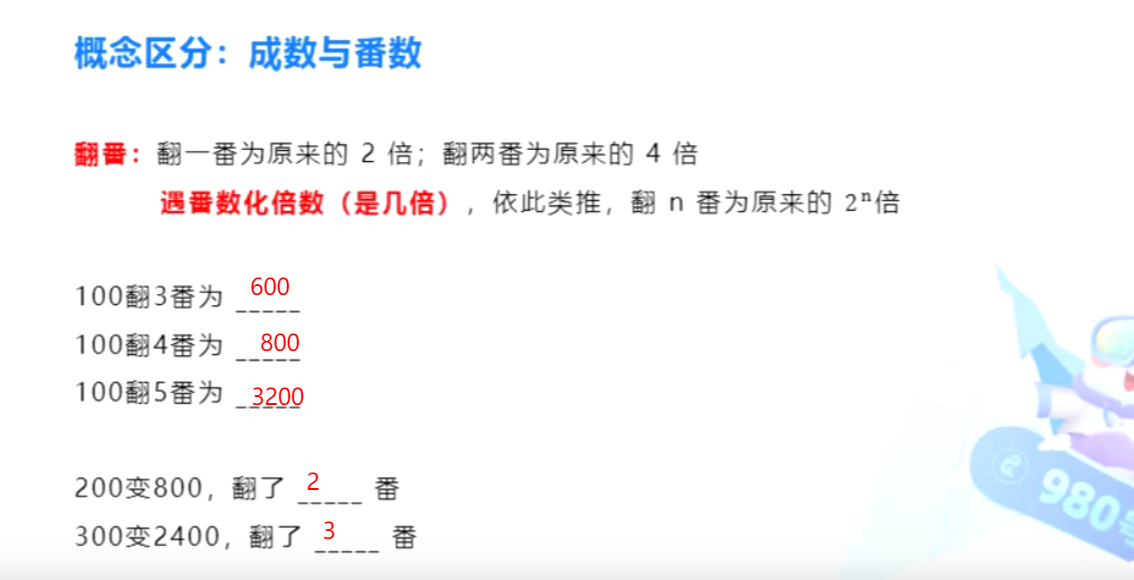 概念区分：成数与番数
翻番：翻一番为原来的 2 倍；翻两番为原来的 4 倍
遇番数化倍数（是几倍），依此类推，翻 n 番为原来的 2ⁿ倍
100翻3番为 600
100翻4番为 800
100翻5番为 3200
200变800，翻了 2 番
300变2400，翻了 3 番
980